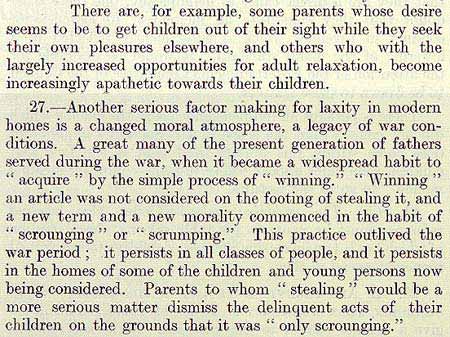 There are, for example, some parents whose desire
seems to be to get children out of their sight while they seek
their own pleasures elsewhere, and others who with the
largely increased opportunities for adult relaxation, become
increasingly apathetic towards their children.
27.—Another serious factor making for laxity in modern
homes is a changed moral atmosphere, a legacy of war con-
ditions. A great many of the present generation of fathers
served during the war, when it became a widespread habit to
“ acquire ” by the simple process of “ winning.” “ Winning ”
an article was not considered on the footing of stealing it, and
a new term and a new morality commenced in the habit of
“ scrounging ” or “ scrumping.” This practice outlived the
war period ; it persists in all classes of people, and it persists
in the homes of some of the children and young persons now
being considered. Parents to whom “ stealing ” would be a
more serious matter dismiss the delinquent acts of their
children on the grounds that it was “ only scrounging.”